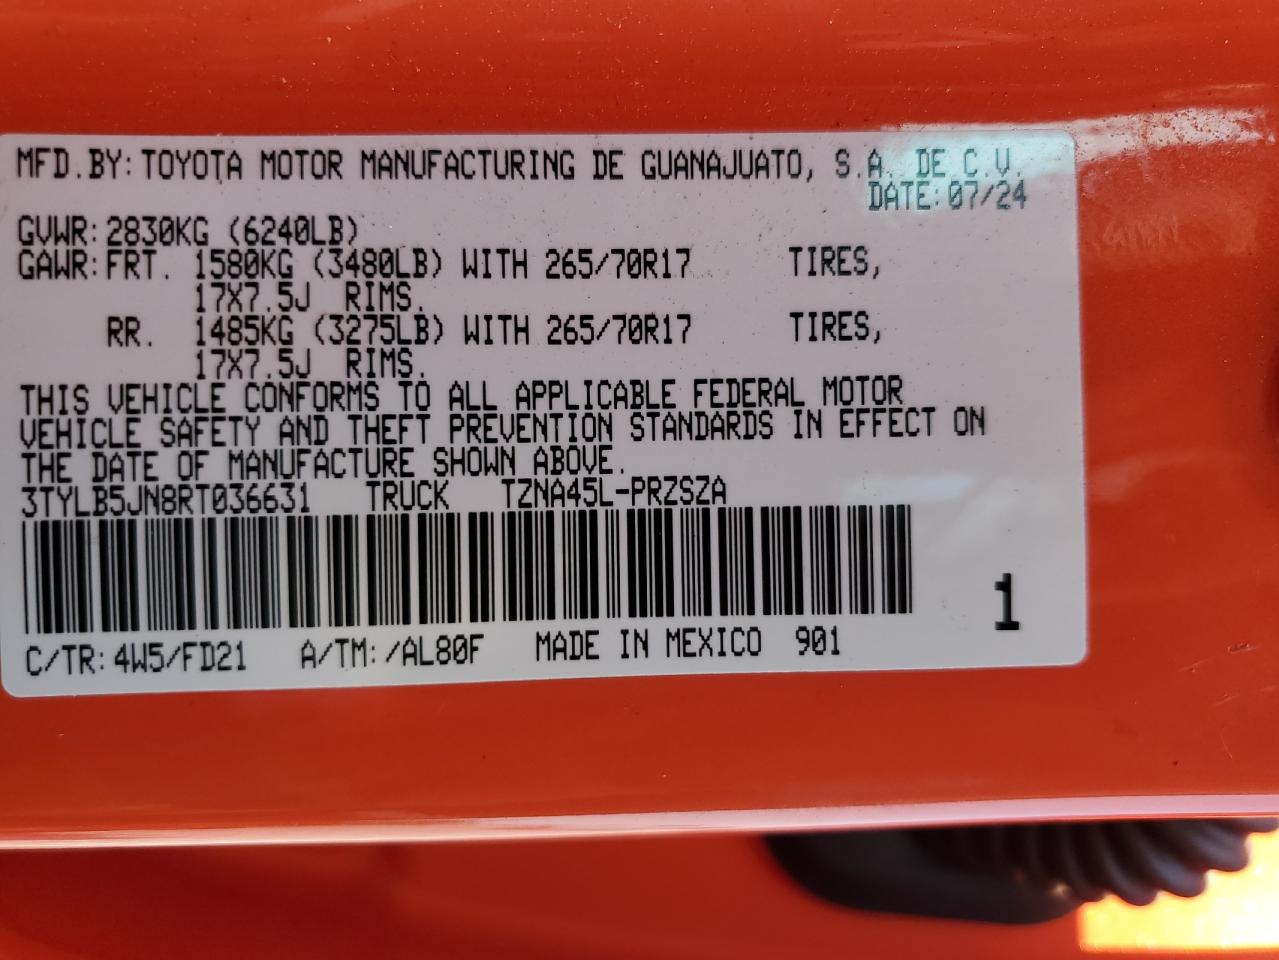 MFD.BY: TOYOTA MOTOR MANUFACTURING DE GUANAJUATO, S.A. DE C.V.
DATE: 07/24
GVWR: 2830KG (6240LB)
GAWR: FRT. 1580KG (3480LB) WITH 265/70R17 TIRES,
17X7.5J RIMS.
RR. 1485KG (3275LB) WITH 265/70R17 TIRES,
17X7.5J RIMS.
THIS VEHICLE CONFORMS TO ALL APPLICABLE FEDERAL MOTOR
VEHICLE SAFETY AND THEFT PREVENTION STANDARDS IN EFFECT ON
THE DATE OF MANUFACTURE SHOWN ABOVE.
3TYLB5JN8RT036631 TRUCK TZNA45L-PRZSZA
1
C/TR: 4W5/FD21 A/TM: /AL80F MADE IN MEXICO 901